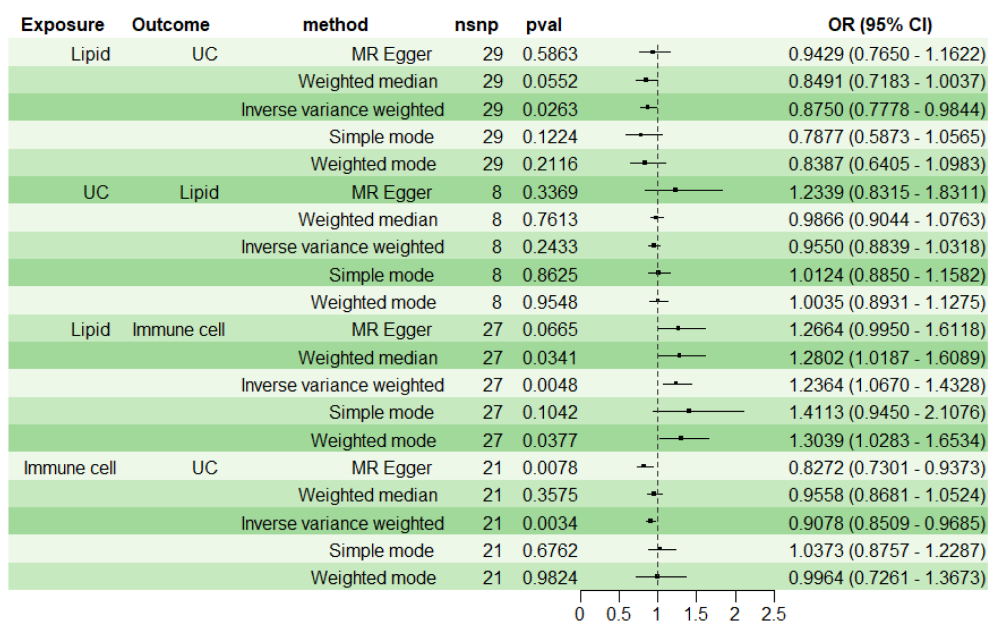 Exposure Outcome method nsnp pval OR (95% CI)
Lipid UC MR Egger 29 0.5863 0.9429 (0.7650 - 1.1622)
Weighted median 29 0.0552 0.8491 (0.7183 - 1.0037)
Inverse variance weighted 29 0.0263 0.8750 (0.7778 - 0.9844)
Simple mode 29 0.1224 0.7877 (0.5873 - 1.0565)
Weighted mode 29 0.2116 0.8387 (0.6405 - 1.0983)
UC Lipid MR Egger 8 0.3369 1.2339 (0.8315 - 1.8311)
Weighted median 8 0.7613 0.9866 (0.9044 - 1.0763)
Inverse variance weighted 8 0.2433 0.9550 (0.8839 - 1.0318)
Simple mode 8 0.8625 1.0124 (0.8850 - 1.1582)
Weighted mode 8 0.9548 1.0035 (0.8931 - 1.1275)
Lipid Immune cell MR Egger 27 0.0665 1.2664 (0.9950 - 1.6118)
Weighted median 27 0.0341 1.2802 (1.0187 - 1.6089)
Inverse variance weighted 27 0.0048 1.2364 (1.0670 - 1.4328)
Simple mode 27 0.1042 1.4113 (0.9450 - 2.1076)
Weighted mode 27 0.0377 1.3039 (1.0283 - 1.6534)
Immune cell UC MR Egger 21 0.0078 0.8272 (0.7301 - 0.9373)
Weighted median 21 0.3575 0.9558 (0.8681 - 1.0524)
Inverse variance weighted 21 0.0034 0.9078 (0.8509 - 0.9685)
Simple mode 21 0.6762 1.0373 (0.8757 - 1.2287)
Weighted mode 21 0.9824 0.9964 (0.7261 - 1.3673)
0 0.5 1 1.5 2 2.5